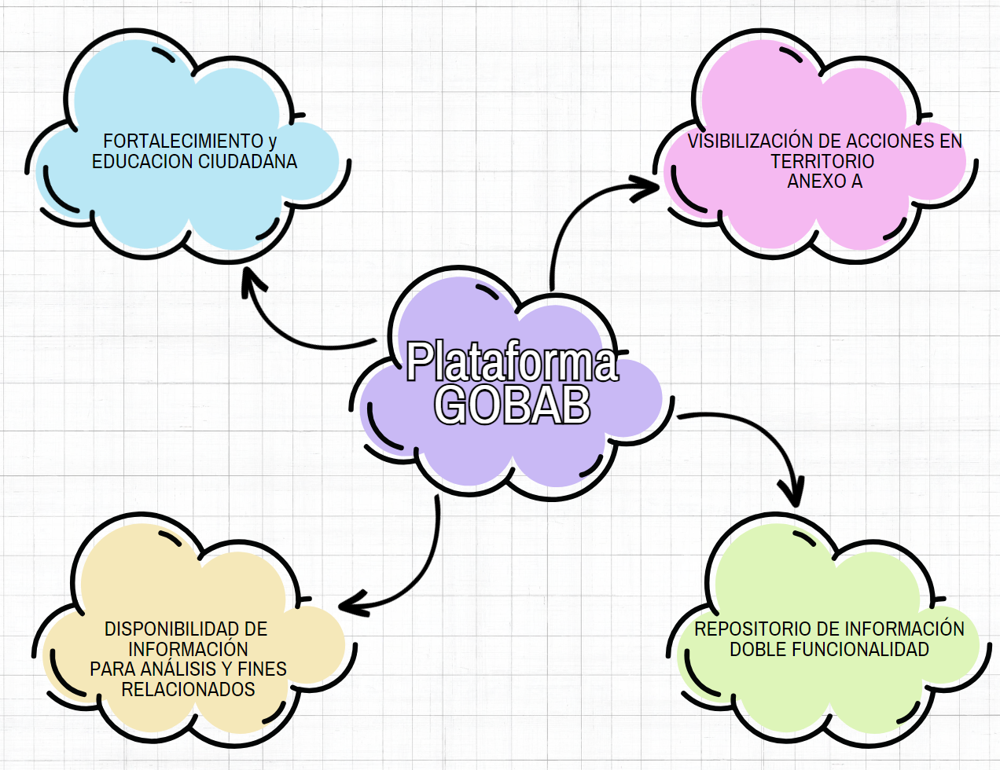 FORTALECIMIENTO y
EDUCACION CIUDADANA
VISIBILIZACIÓN DE ACCIONES EN
TERRITORIO
ANEXO A
Plataforma
GOBAB
DISPONIBILIDAD DE
INFORMACIÓN
PARA ANÁLISIS Y FINES
RELACIONADOS
REPOSITORIO DE INFORMACIÓN
DOBLE FUNCIONALIDAD